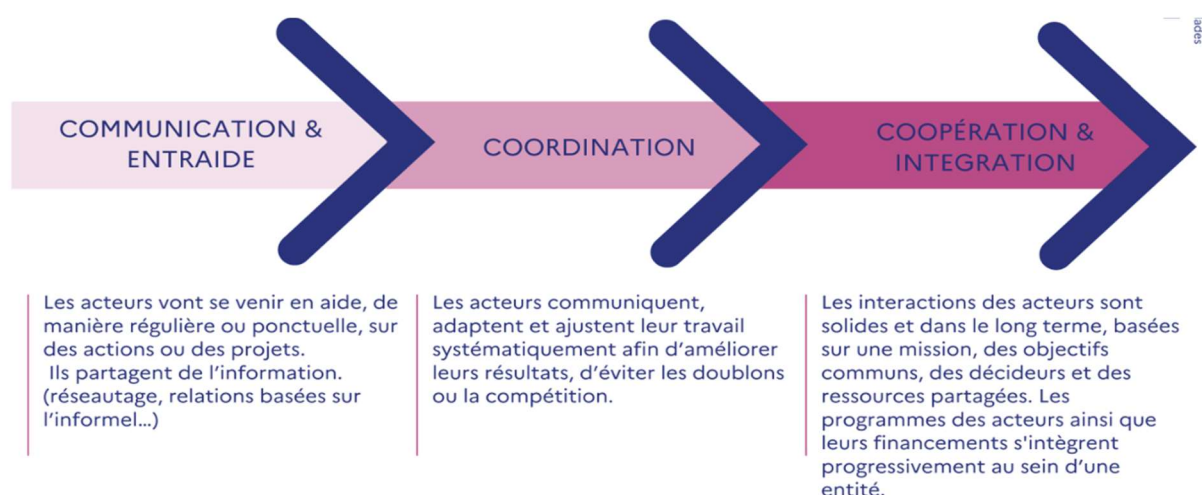 ades
COMMUNICATION &
ENTRAIDE
COORDINATION
COOPÉRATION &
INTEGRATION
Les acteurs vont se venir en aide, de
manière régulière ou ponctuelle, sur
des actions ou des projets.
Ils partagent de l’information.
(réseautage, relations basées sur
l’informel…)
Les acteurs communiquent,
adaptent et ajustent leur travail
systématiquement afin d’améliorer
leurs résultats, d’éviter les doublons
ou la compétition.
Les interactions des acteurs sont
solides et dans le long terme, basées
sur une mission, des objectifs
communs, des décideurs et des
ressources partagées. Les
programmes des acteurs ainsi que
leurs financements s'intègrent
progressivement au sein d’une
entité.